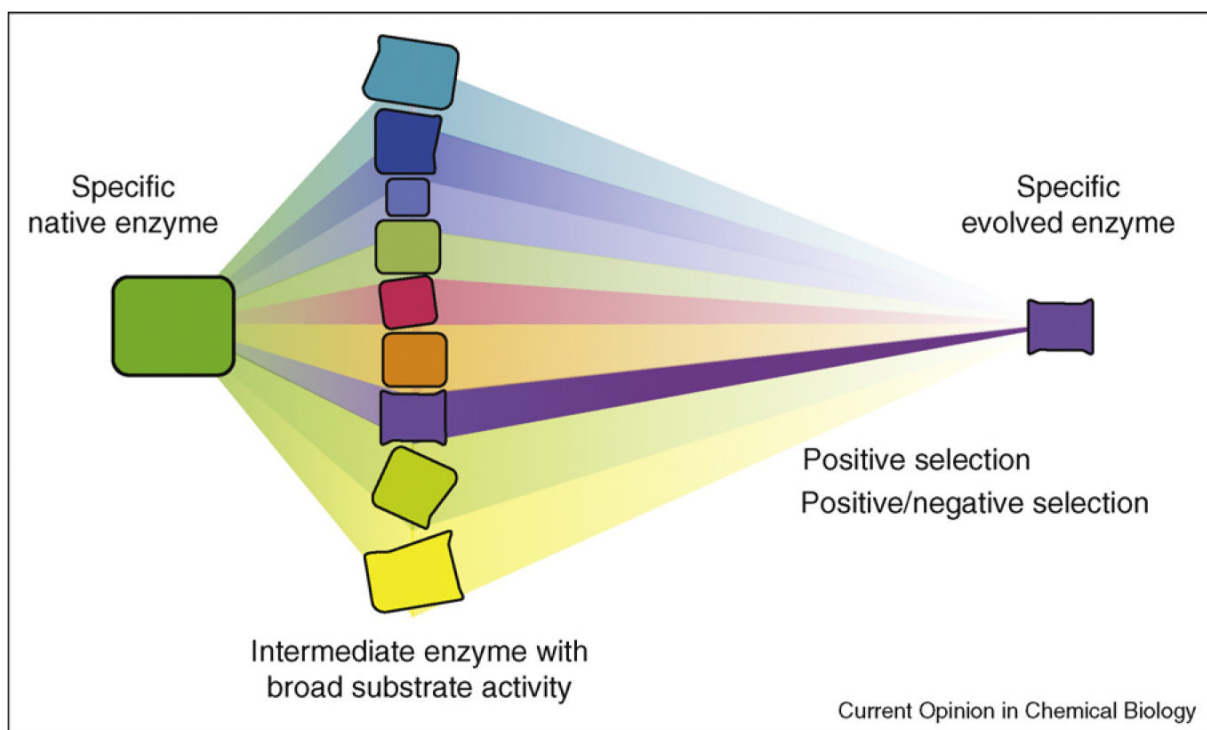 Specific
native enzyme
Specific
evolved enzyme
Positive selection
Positive/negative selection
Intermediate enzyme with
broad substrate activity
Current Opinion in Chemical Biology